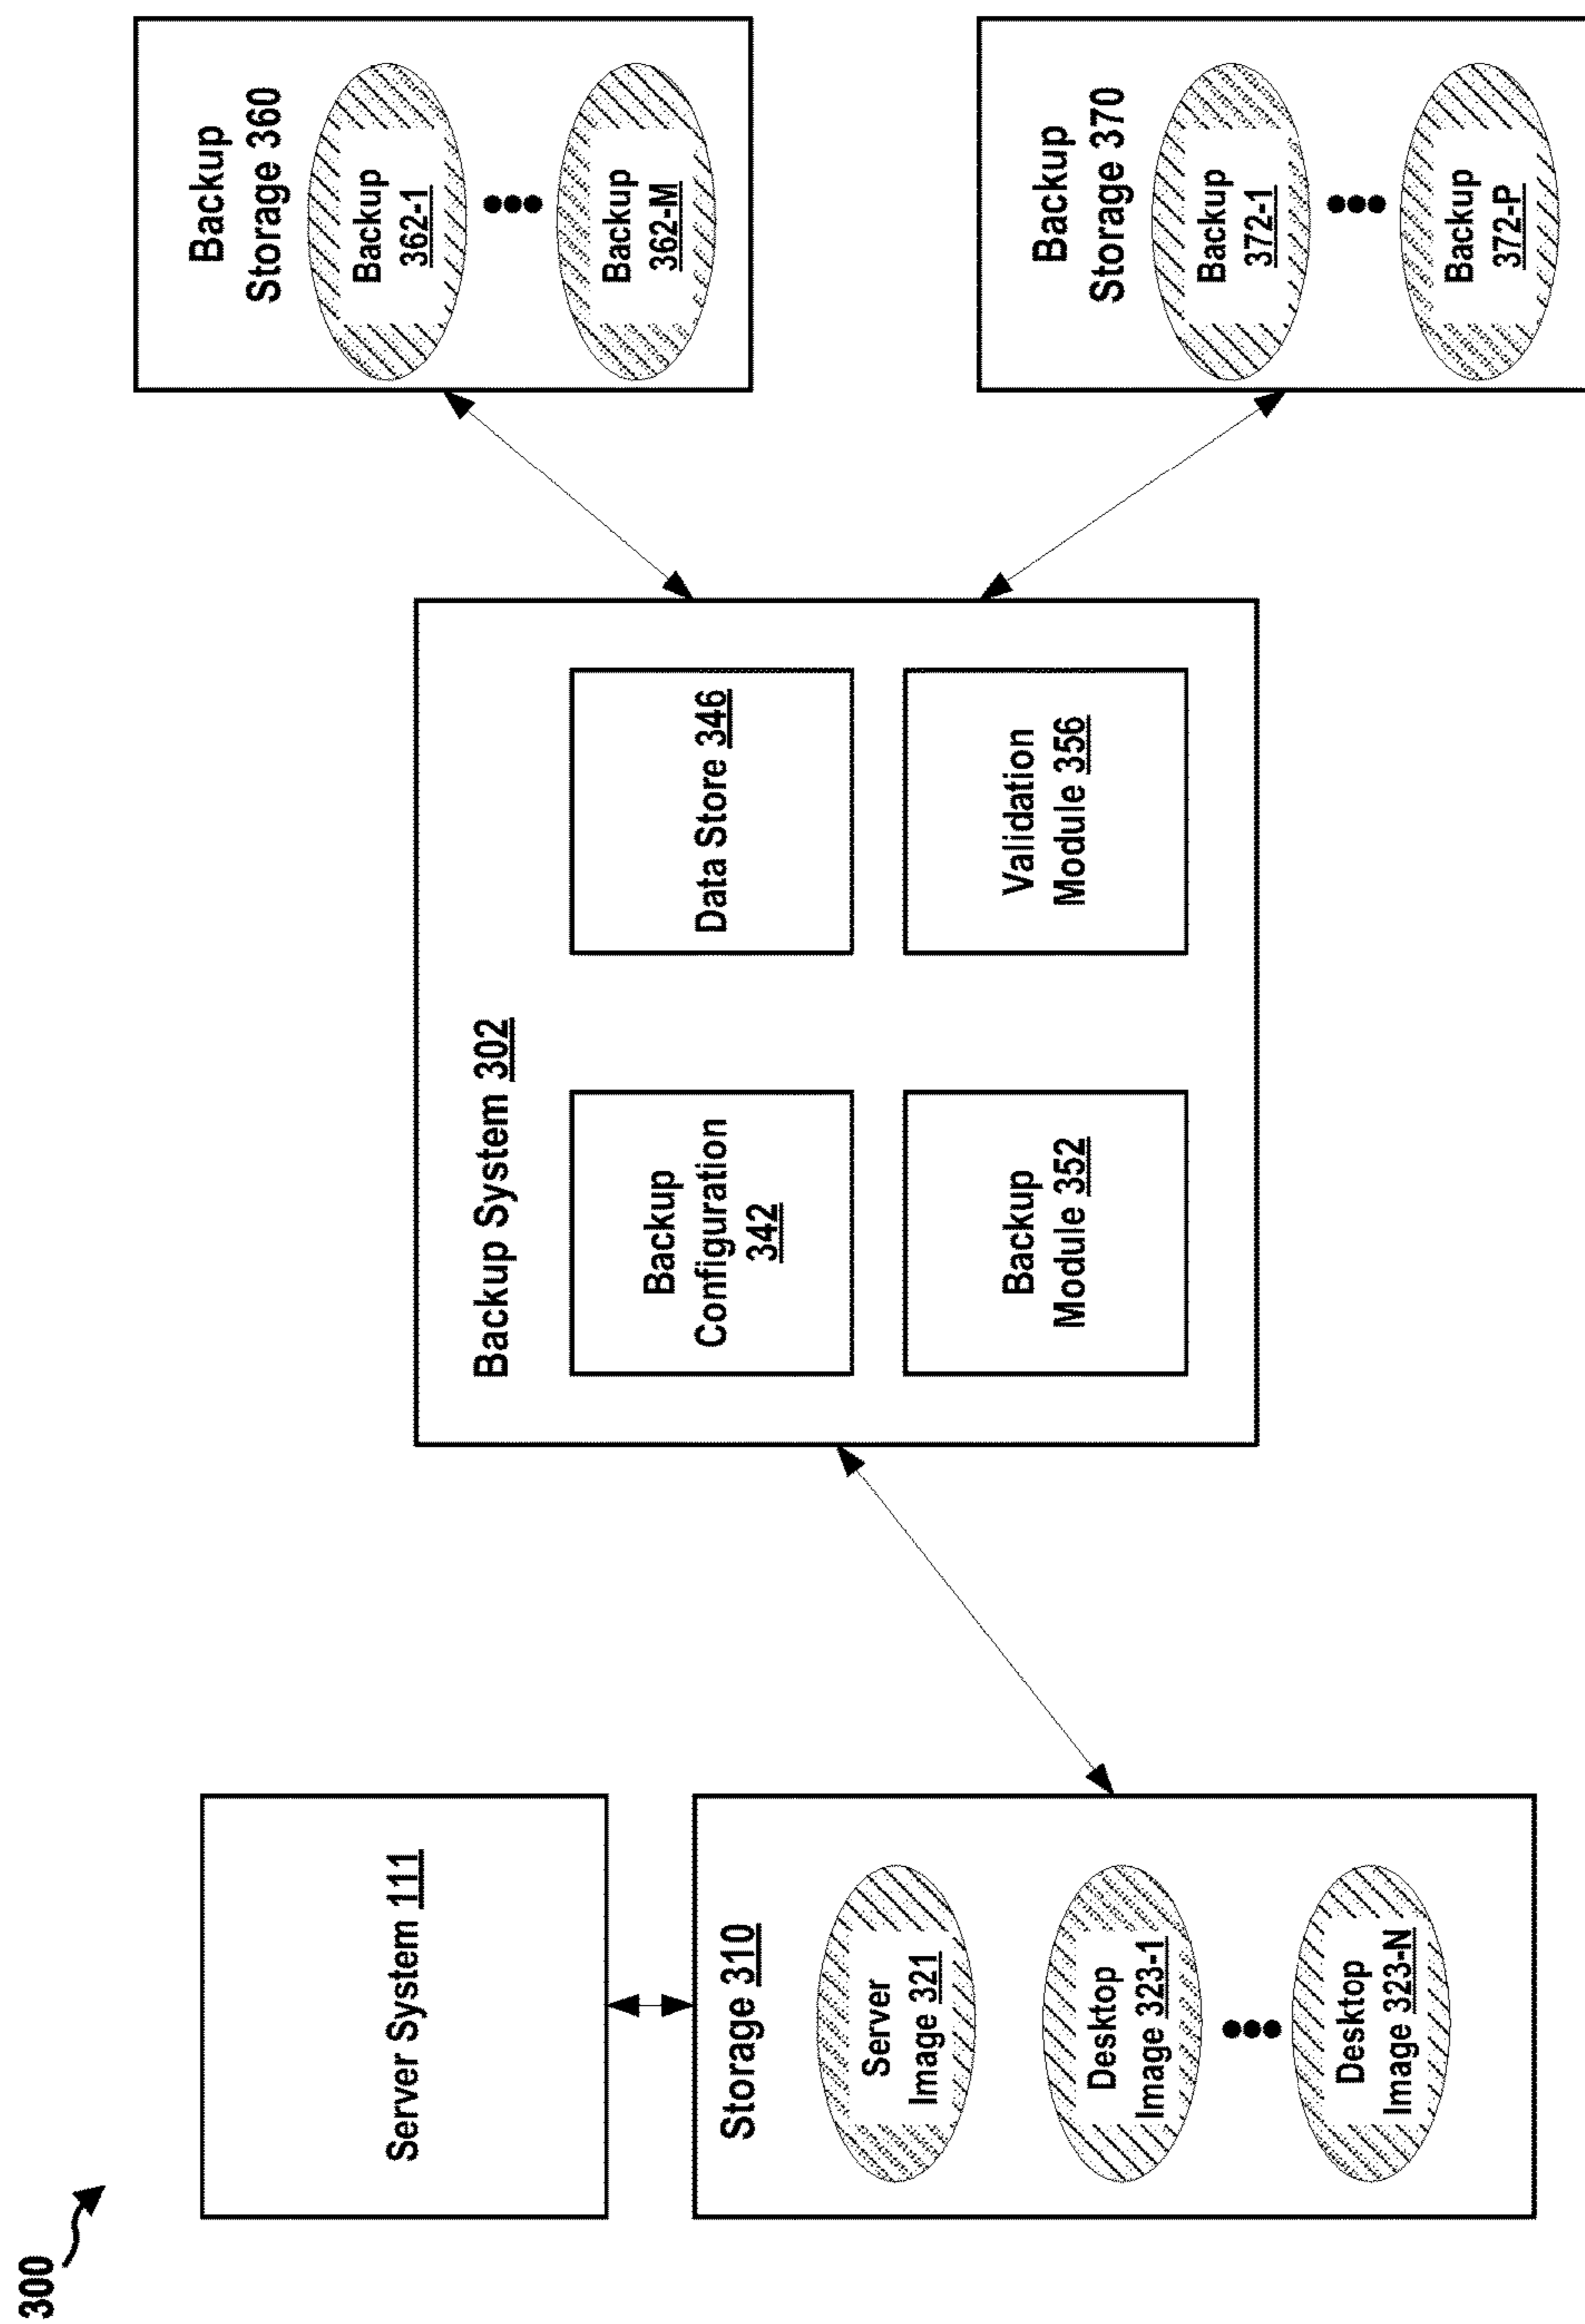 300
Server System 111
Storage 310
Server
Image 321
Desktop
Image 323-1
Desktop
Image 323-N
Backup System 302
Backup
Configuration
342
Data Store 346
Backup
Module 352
Validation
Module 356
Backup
Storage 360
Backup
362-1
Backup
362-M
Backup
Storage 370
Backup
372-1
Backup
372-P